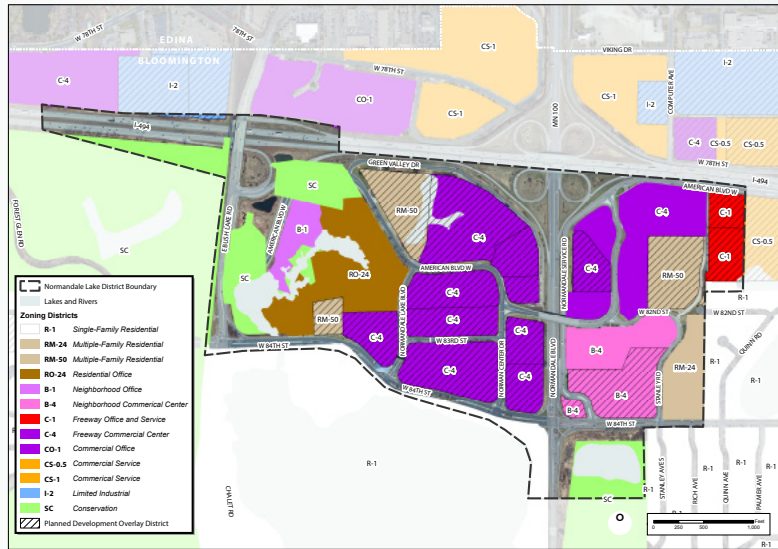 W 78TH ST
78TH ST
EDINA
BLOOMINGTON
CS-1
VIKING DR
C-4
I-2
W 78TH ST
CO-1
CS-1
MN 100
CS-1
I-2
COMPUTER AVE
I-2
C-4
CS-0.5
CS-0.5
I-494
W 78TH ST
I-494
GREEN VALLEY DR
AMERICAN BLVD W
SC
FOREST GLEN RD
E BUSH LAKE RD
AMERICAN BLVD W
B-1
RM-50
C-4
C-4
C-4
C-1
SC
C-4
NORMANDALE SERVICE RD
CS-0.5
SC
RO-24
AMERICAN BLVD W
C-4
RM-50
C-1
R-1
RM-50
NORMANDALE LAKE BLVD
C-4
C-4
W 82ND ST
W 82ND ST
W 84TH ST
C-4
W 83RD ST
C-4
B-4
QUINN RD
C-4
NORMAN CENTER DR
C-4
NORMANDALE BLVD
STANLEY RD
RM-24
R-1
W 84TH ST
B-4
B-4
W 84TH ST
R-1
R-1
R-1
R-1
CHALET RD
SC
R-1
R-1
STANLEY AVE S
RICH AVE
QUINN AVE
PALMER AVE
Normandale Lake District Boundary
Lakes and Rivers
Zoning Districts
R-1 Single-Family Residential
RM-24 Multiple-Family Residential
RM-50 Multiple-Family Residential
RO-24 Residential Office
B-1 Neighborhood Office
B-4 Neighborhood Commercial Center
C-1 Freeway Office and Service
C-4 Freeway Commercial Center
CO-1 Commercial Office
CS-0.5 Commercial Service
CS-1 Commerical Service
I-2 Limited Industrial
SC Conservation
Planned Development Overlay District
O
Feet
0 250 500 1,000